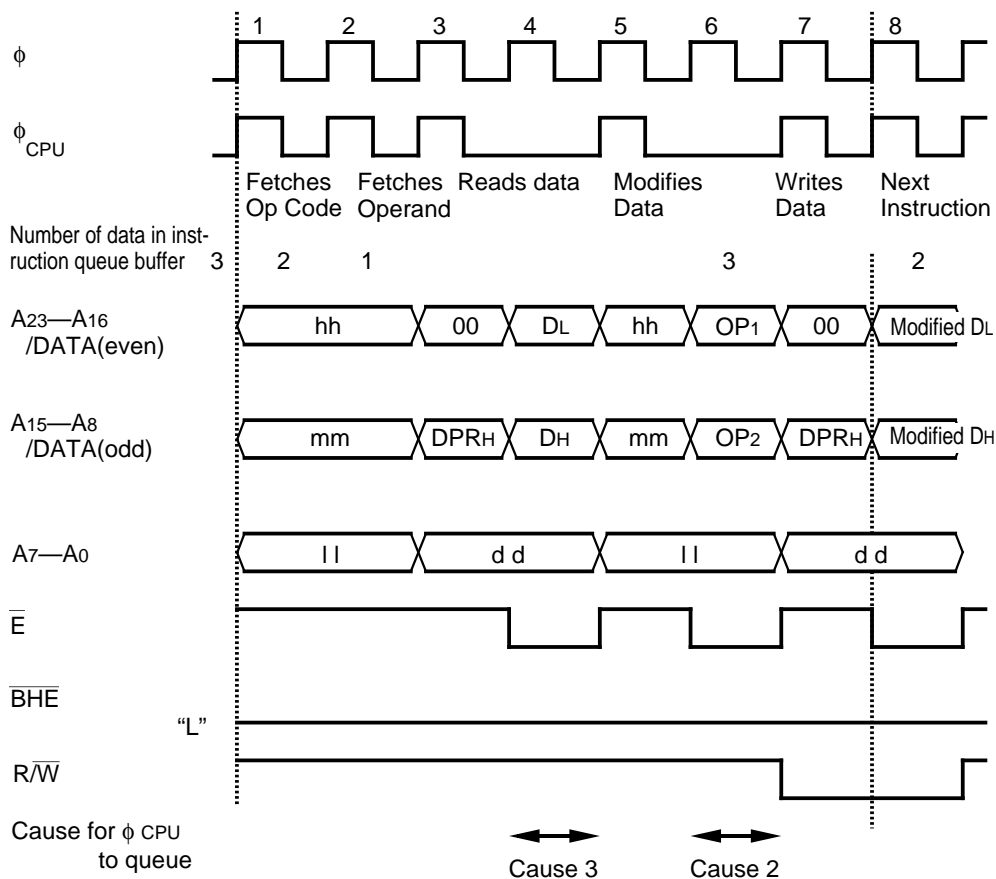 1 2 3 4 5 6 7 8
ϕ
ϕCPU
Fetches Fetches Reads data Modifies Writes Next
Op Code Operand Data Data Instruction
Number of data in inst-
ruction queue buffer 3 2 1 3 2
A23—A16 hh 00 DL hh OP1 00 Modified DL
/DATA(even)
A15—A8 mm DPRH DH mm OP2 DPRH Modified DH
/DATA(odd)
A7—A0 l l d d l l d d
E̅
B̅H̅E̅
“L”
R/W̅
Cause for ϕ CPU
to queue
Cause 3 Cause 2